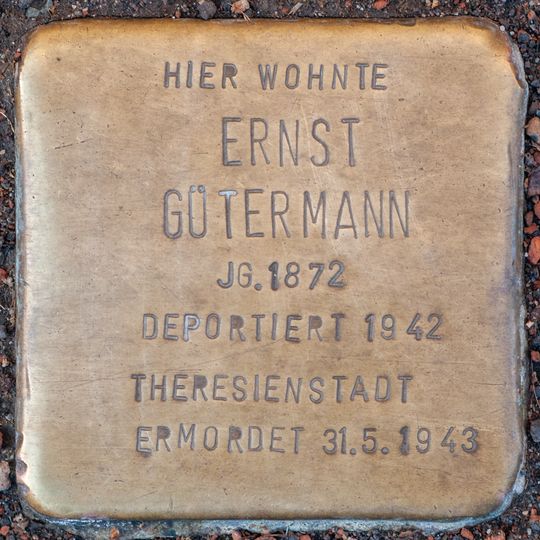 HIER WOHNTE
ERNST
GÜTERMANN
JG. 1872
DEPORTIERT 1942
THERESIENSTADT
ERMORDET 31.5.1943